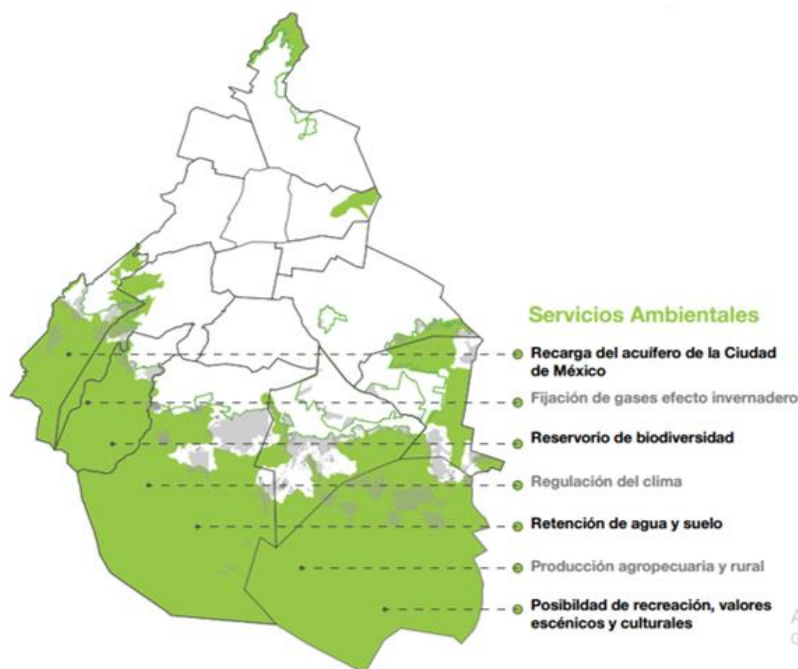 Servicios Ambientales
Recarga del acuífero de la Ciudad
de México
Fijación de gases efecto invernadero
Reservorio de biodiversidad
Regulación del clima
Retención de agua y suelo
Producción agropecuaria y rural
Posibildad de recreación, valores
escénicos y culturales